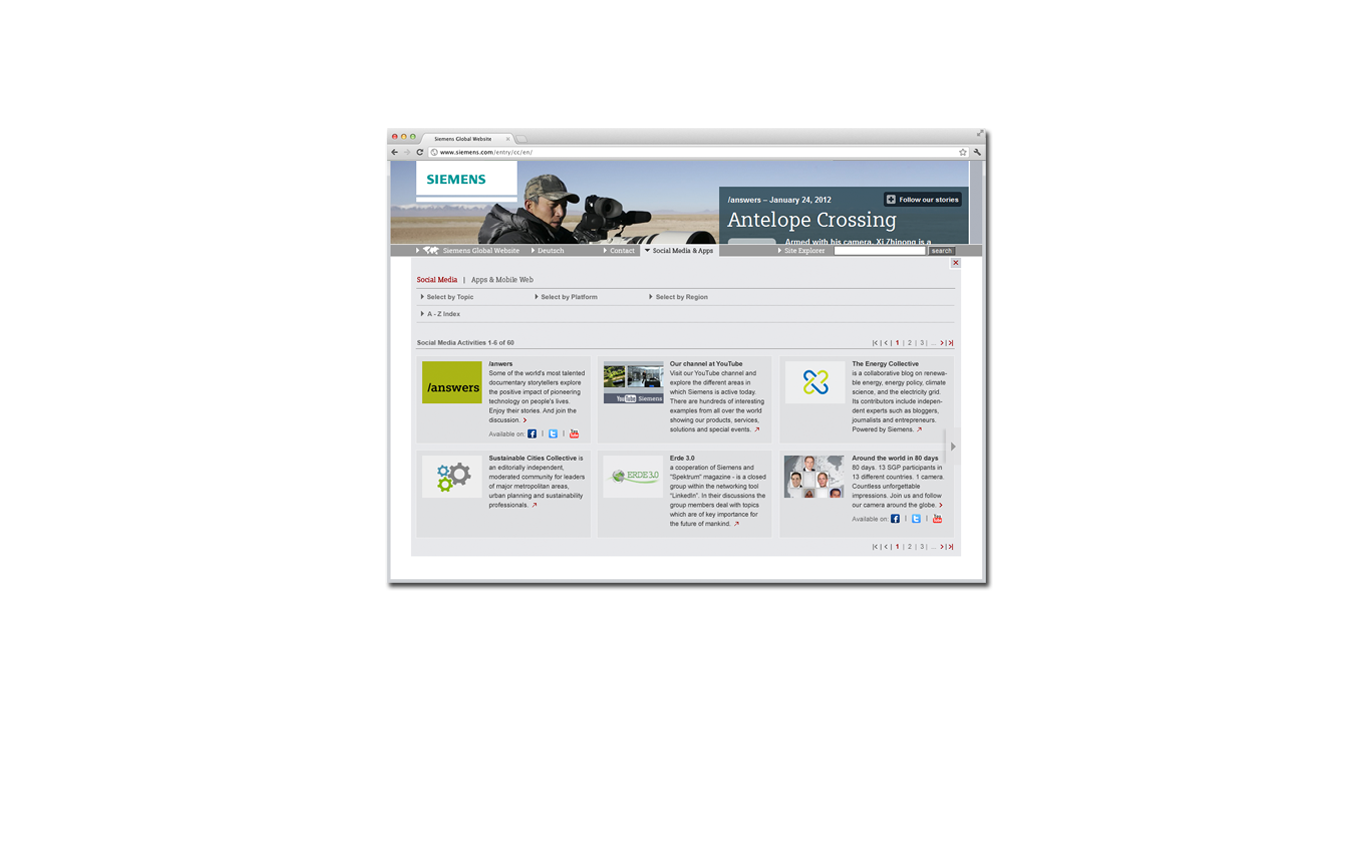 Siemens Global Website
www.siemens.com/entry/cc/en/
SIEMENS
/answers – January 24, 2012
Follow our stories
Antelope Crossing
Armed with his camera, Xi Zhinong is a
Siemens Global Website
Deutsch
Contact
Social Media & Apps
Site Explorer
search
Social Media | Apps & Mobile Web
Select by Topic
Select by Platform
Select by Region
A - Z Index
Social Media Activities 1-6 of 60
1 | 2 | 3 | ...
/answers
/anwers
Some of the world's most talented
documentary storytellers explore
the positive impact of pioneering
technology on people's lives.
Enjoy their stories. And join the
discussion.
Available on:
You Tube
YouTube Siemens
Our channel at YouTube
Visit our YouTube channel and
explore the different areas in
which Siemens is active today.
There are hundreds of interesting
examples from all over the world
showing our products, services,
solutions and special events.
The Energy Collective
is a collaborative blog on renewa-
ble energy, energy policy, climate
science, and the electricity grid.
Its contributors include indepen-
dent experts such as bloggers,
journalists and entrepreneurs.
Powered by Siemens.
Sustainable Cities Collective is
an editorially independent,
moderated community for leaders
of major metropolitan areas,
urban planning and sustainability
professionals.
ERDE 3.0
Erde 3.0
a cooperation of Siemens and
"Spektrum" magazine - is a closed
group within the networking tool
"LinkedIn". In their discussions the
group members deal with topics
which are of key importance for
the future of mankind.
Around the world in 80 days
80 days. 13 SGP participants in
13 different countries. 1 camera.
Countless unforgettable
impressions. Join us and follow
our camera around the globe.
Available on:
You Tube
1 | 2 | 3 | ...